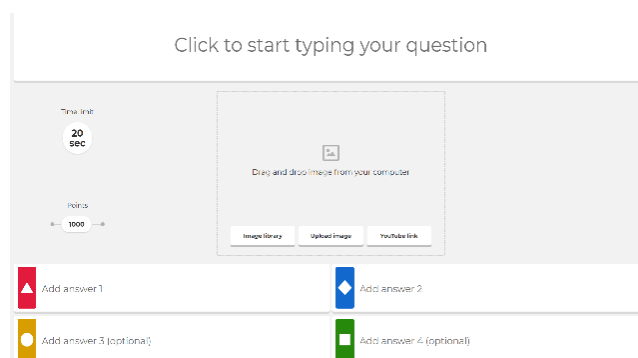 Click to start typing your question
Time limit
20
sec
Drag and drop image from your computer
Points
1000
Image library
Upload image
YouTube link
Add answer 1
Add answer 2
Add answer 3 (optional)
Add answer 4 (optional)